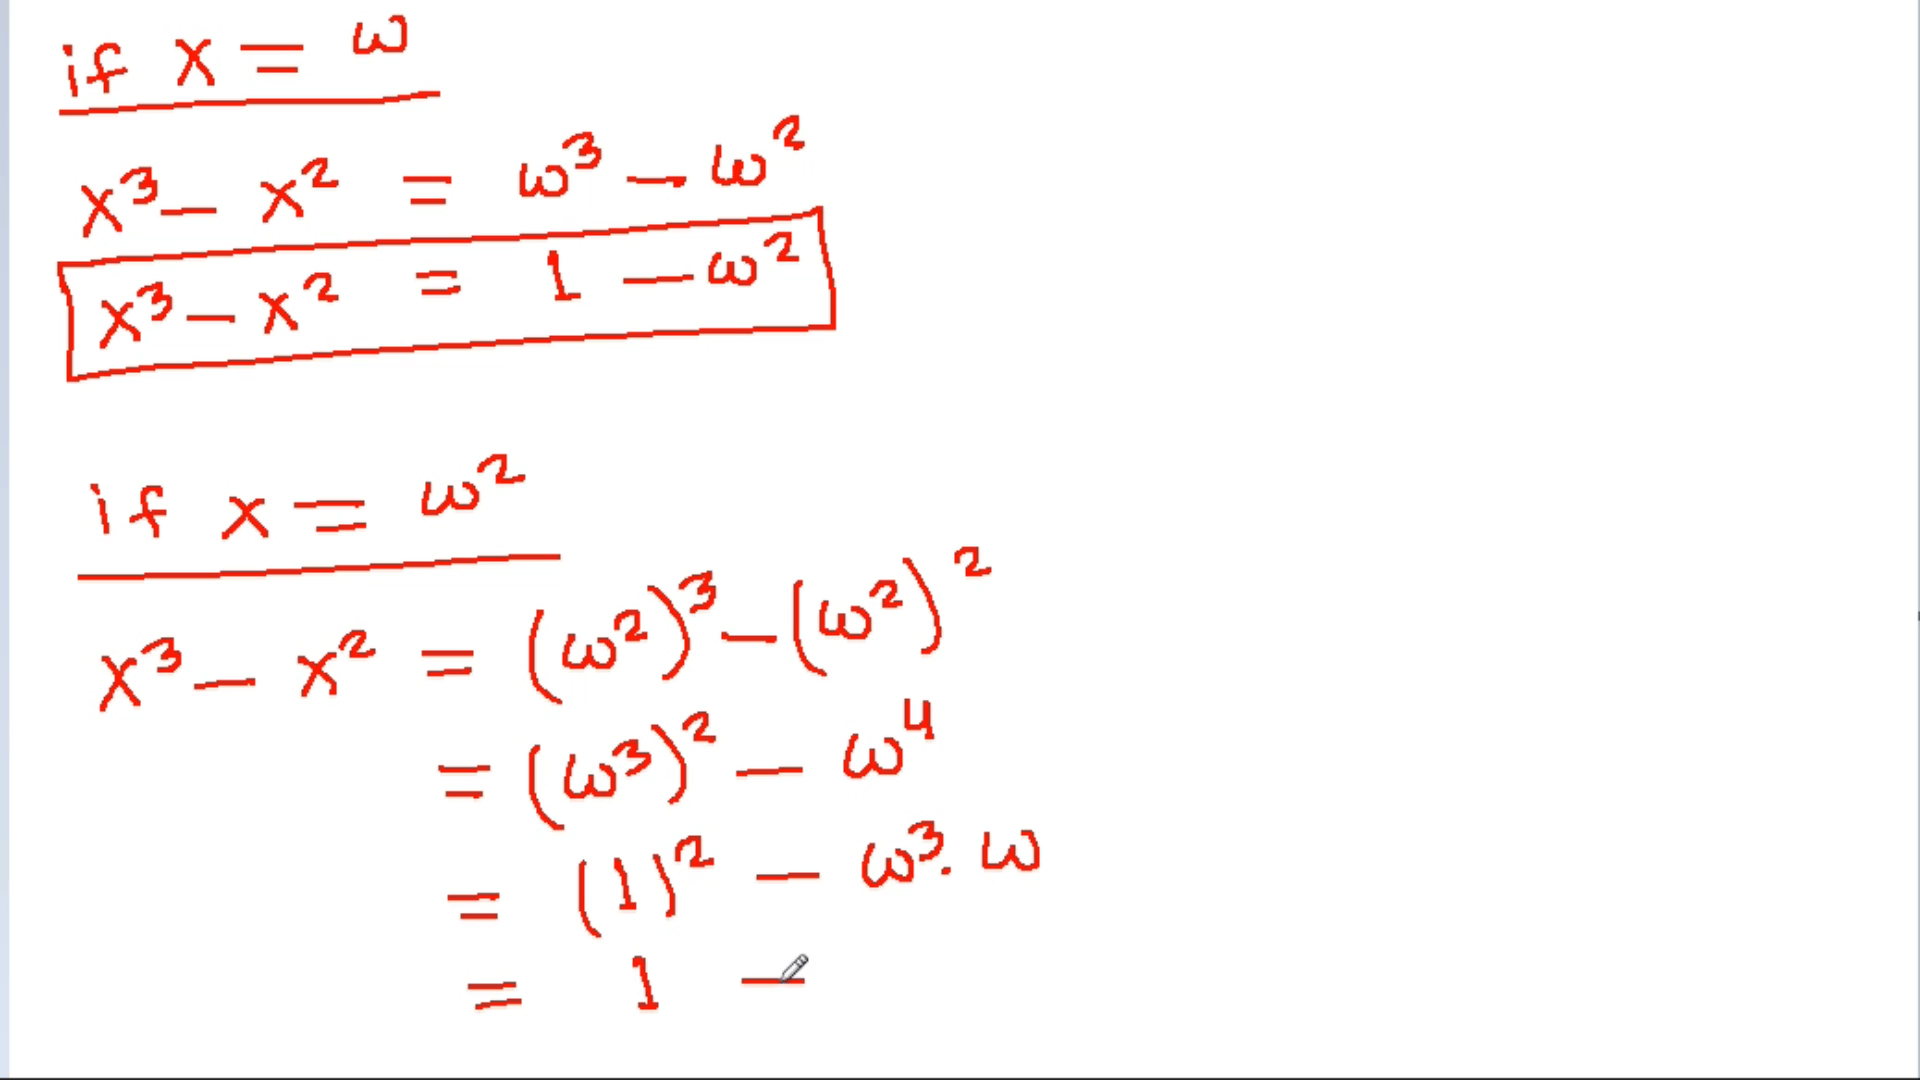 if x = ω
x³ – x² = ω³ – ω²
x³ – x² = 1 – ω²
if x = ω²
x³ – x² = (ω²)³ – (ω²)²
= (ω³)² – ω⁴
= (1)² – ω³. ω
= 1 –